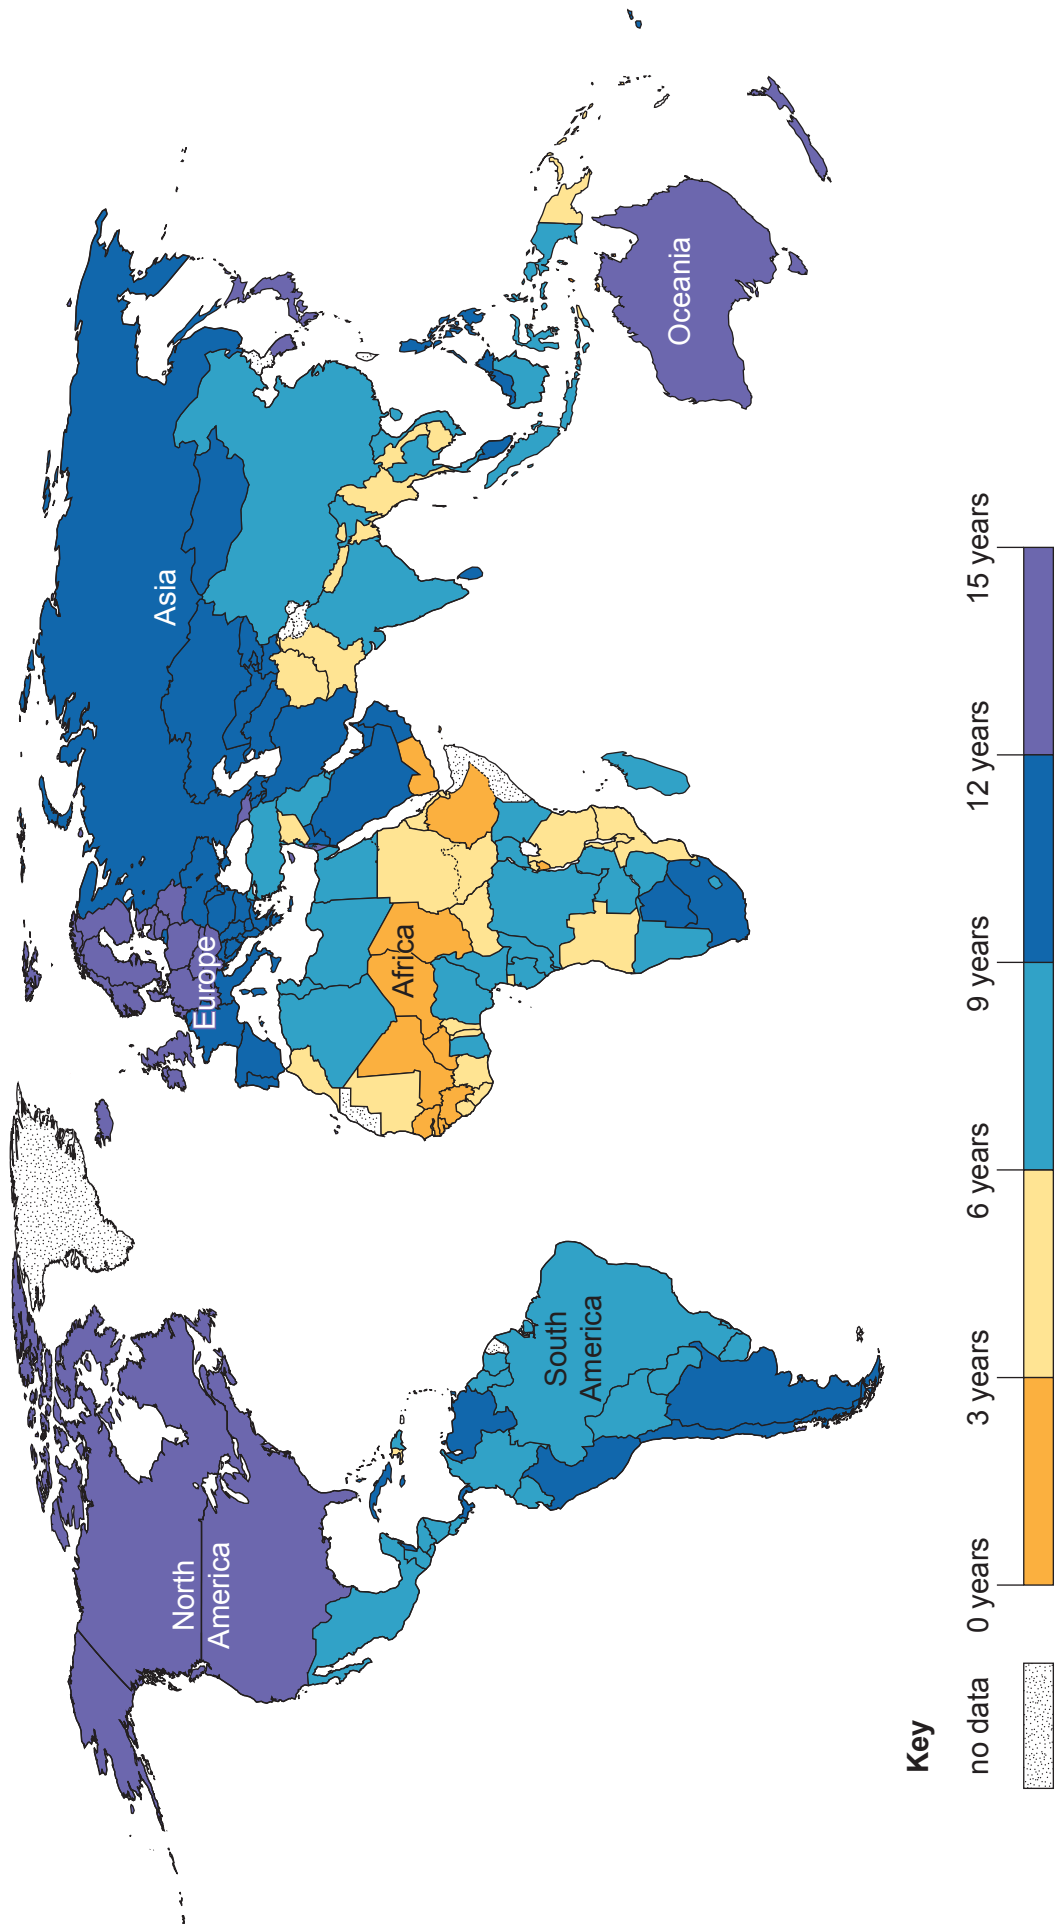 Asia
Europe
North
America
Africa
Oceania
South
America
Key
no data
0 years
3 years
6 years
9 years
12 years
15 years